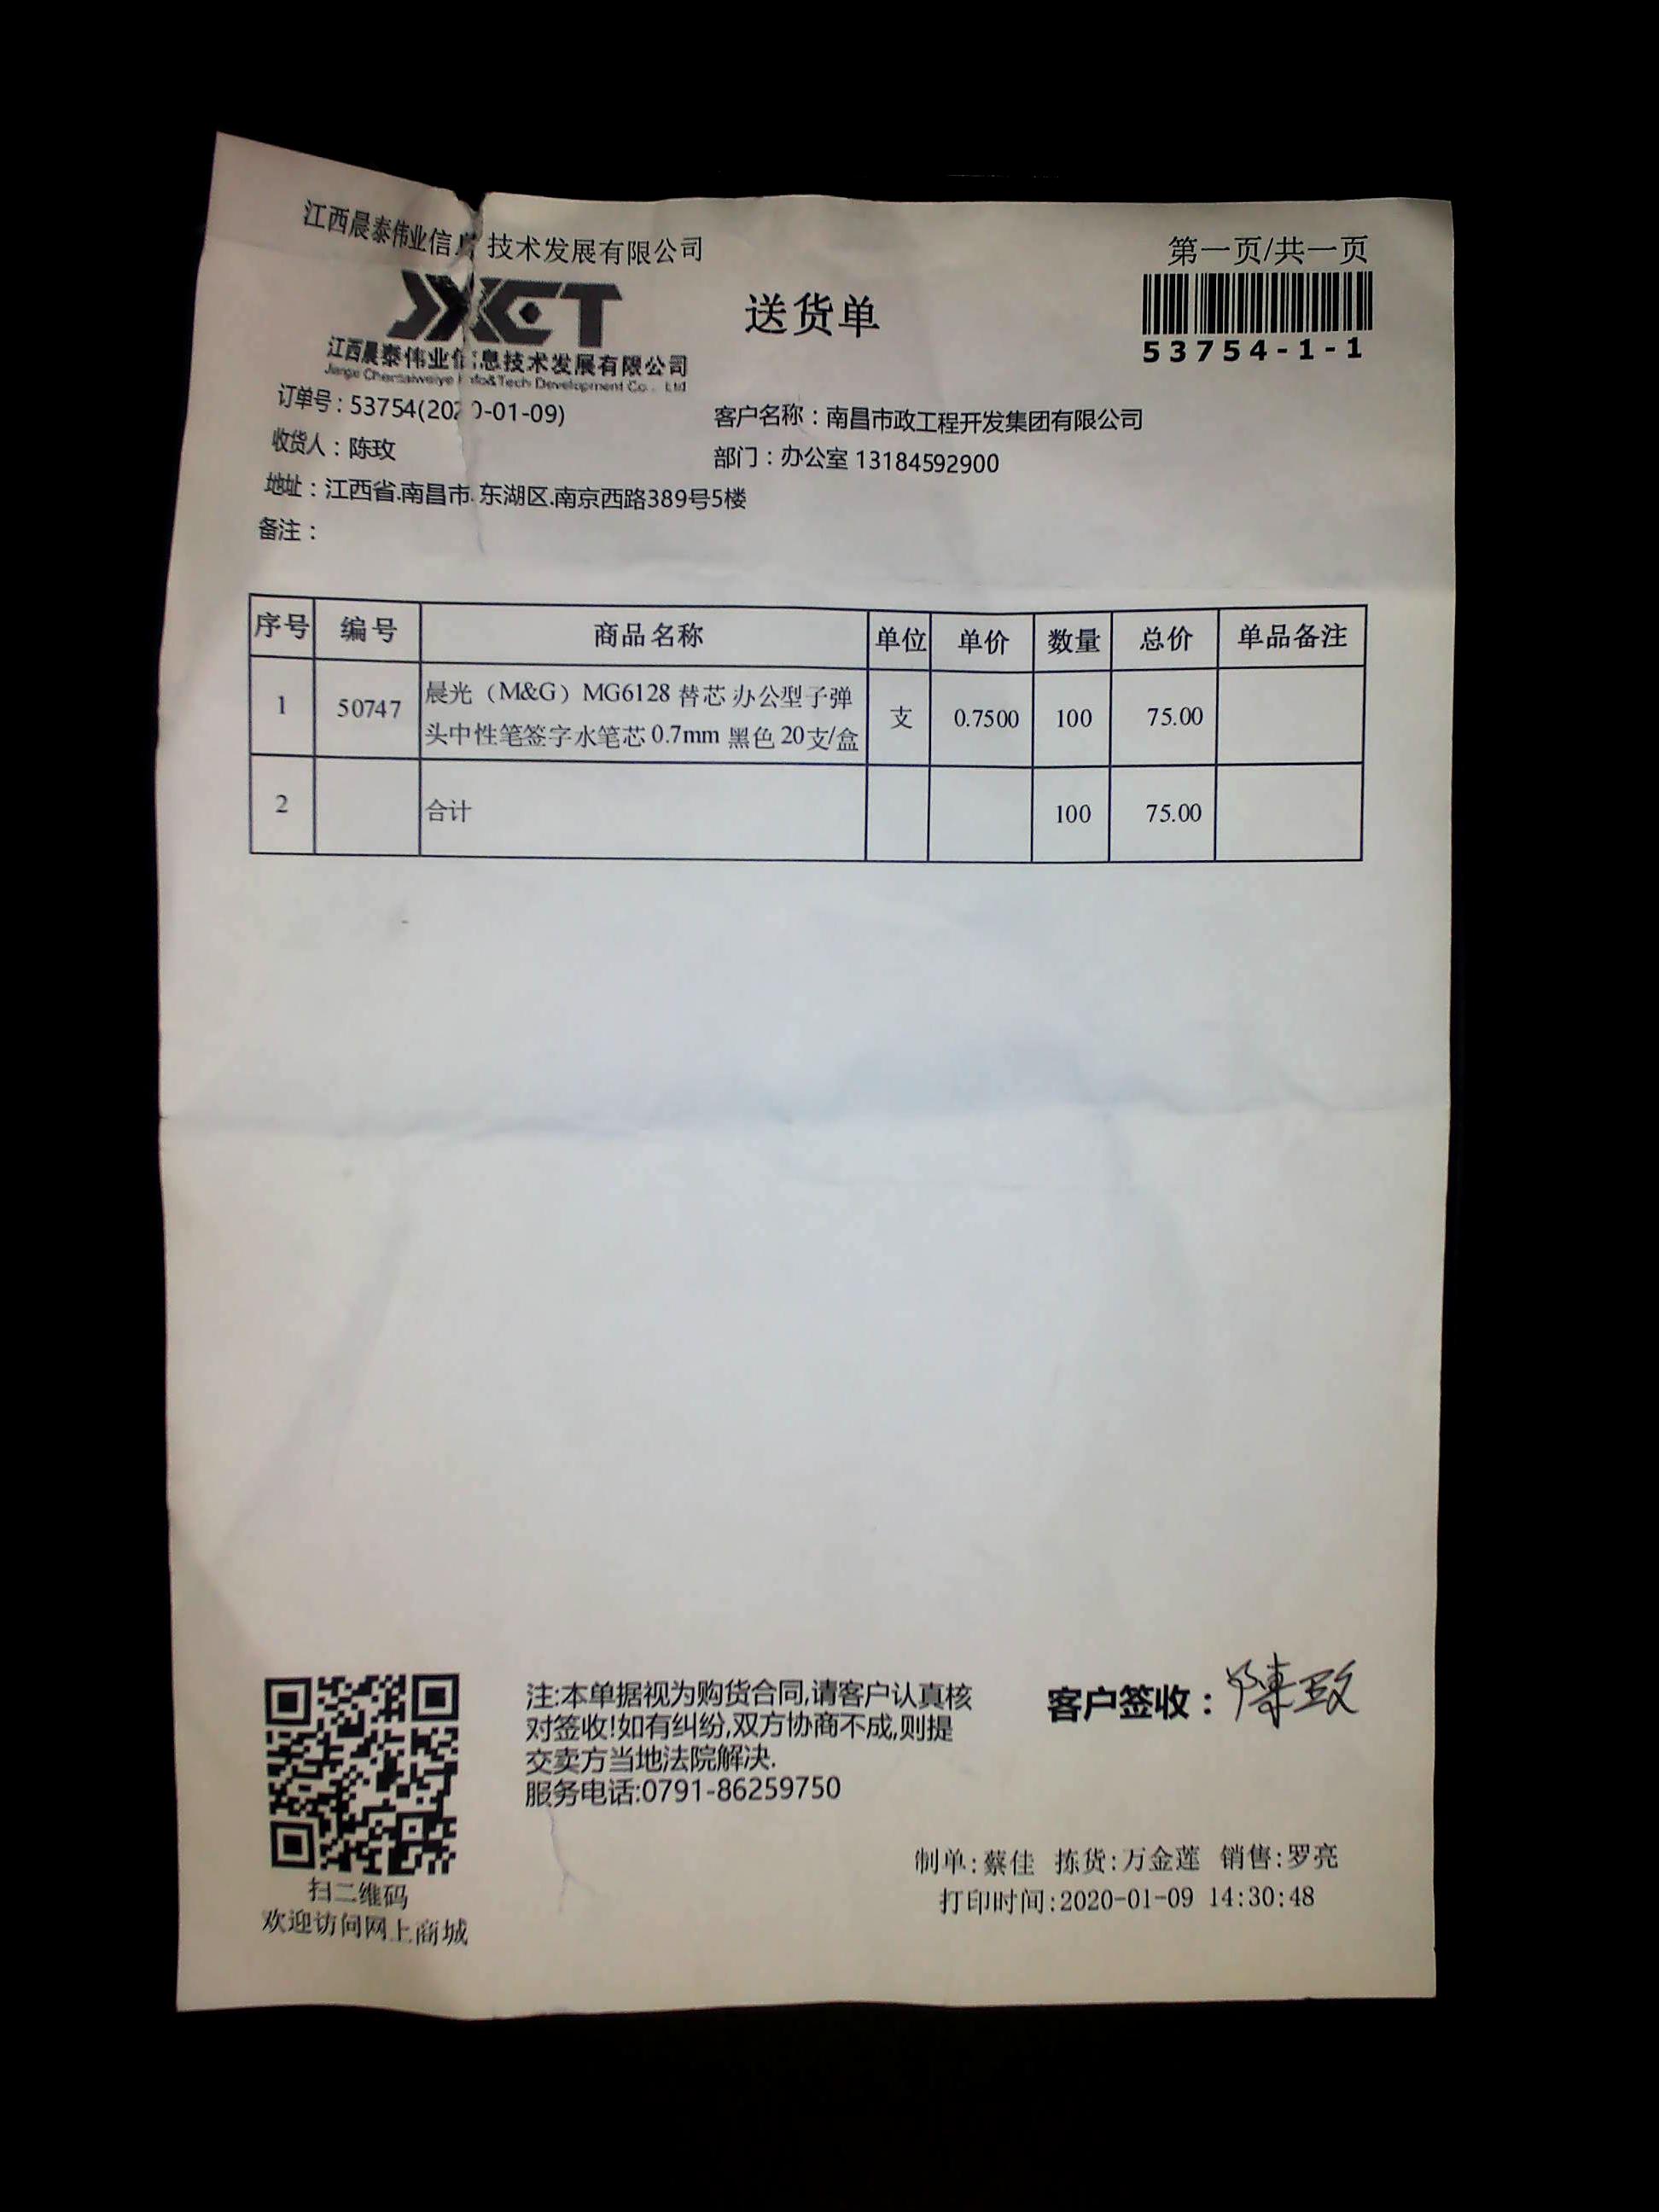 江西晨泰伟业信息技术发展有限公司
第一页/共一页
送货单
53754-1-1
江西晨泰伟业信息技术发展有限公司
Jiangxi Chentaiweiye Info&Tech Development Co., Ltd
订单号：53754(2020-01-09)
客户名称：南昌市政工程开发集团有限公司
收货人：陈玫
部门：办公室 13184592900
地址：江西省.南昌市.东湖区.南京西路389号5楼
备注：
序号 编号 商品名称 单位 单价 数量 总价 单品备注
1 50747 晨光（M&G）MG6128 替芯 办公型子弹 支 0.7500 100 75.00
头中性笔签字水笔芯 0.7mm 黑色 20支/盒
2 合计 100 75.00
注:本单据视为购货合同,请客户认真核
对签收!如有纠纷,双方协商不成,则提
交卖方当地法院解决.
服务电话:0791-86259750
客户签收：陈玫
扫二维码
欢迎访问网上商城
制单:蔡佳 拣货:万金莲 销售:罗亮
打印时间:2020-01-09 14:30:48